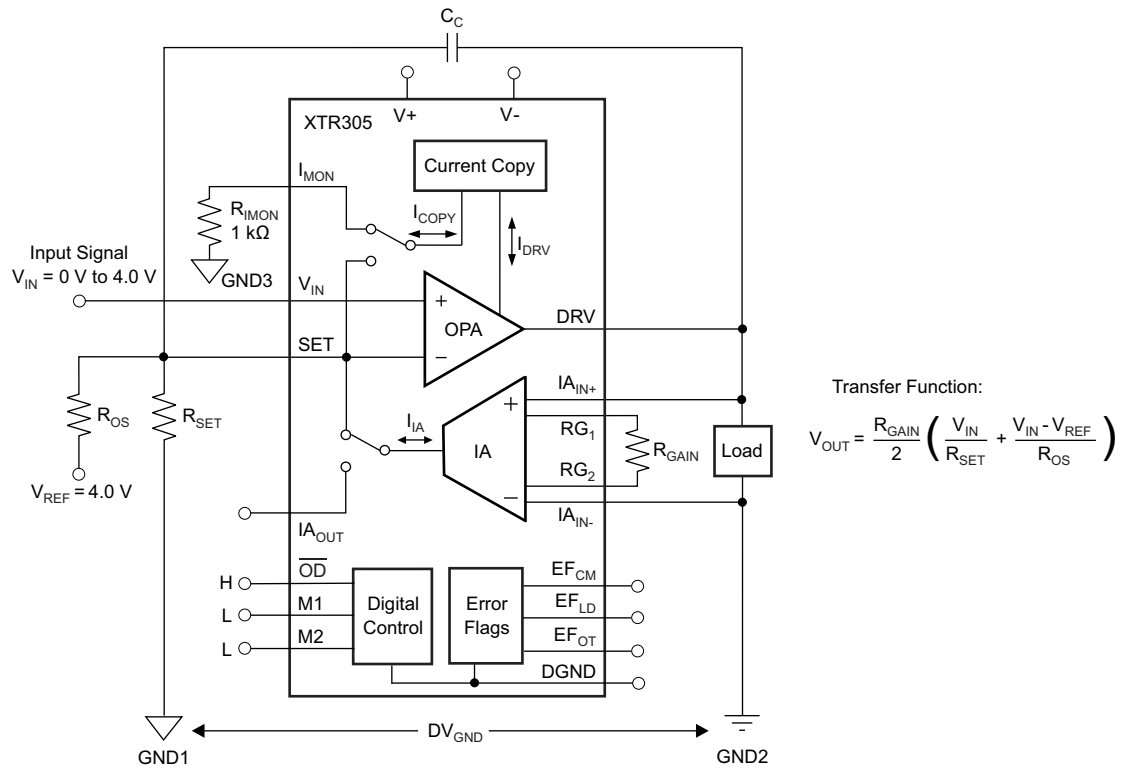 C_C
V+
V-
XTR305
Current Copy
I_MON
R_IMON
1 kΩ
I_COPY
I_DRV
Input Signal
V_IN = 0 V to 4.0 V
GND3
V_IN
+
OPA
–
DRV
SET
IA_IN+
+
RG_1
I_IA
IA
R_GAIN
Load
RG_2
–
IA_IN-
R_OS
R_SET
V_REF = 4.0 V
Transfer Function:
V_OUT = R_GAIN/2 ( V_IN/R_SET + V_IN - V_REF/R_OS )
IA_OUT
H
O̅D̅
L
M1
L
M2
Digital
Control
Error
Flags
EF_CM
EF_LD
EF_OT
DGND
DV_GND
GND1
GND2